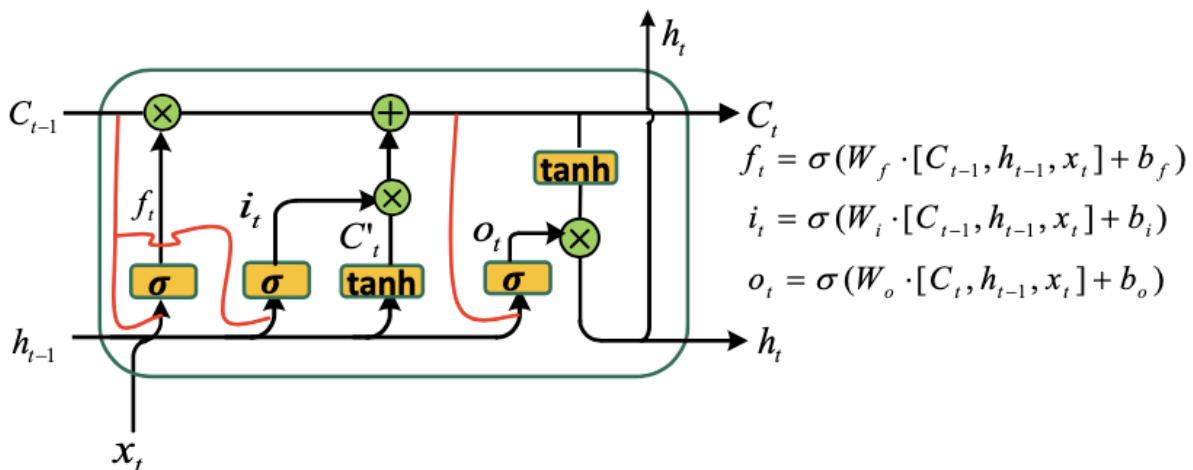 h_t
C_{t-1}
C_t
tanh
f_t = σ(W_f · [C_{t-1}, h_{t-1}, x_t] + b_f)
f_t
i_t
C'_t
o_t
i_t = σ(W_i · [C_{t-1}, h_{t-1}, x_t] + b_i)
σ
σ
tanh
σ
o_t = σ(W_o · [C_t, h_{t-1}, x_t] + b_o)
h_{t-1}
h_t
x_t